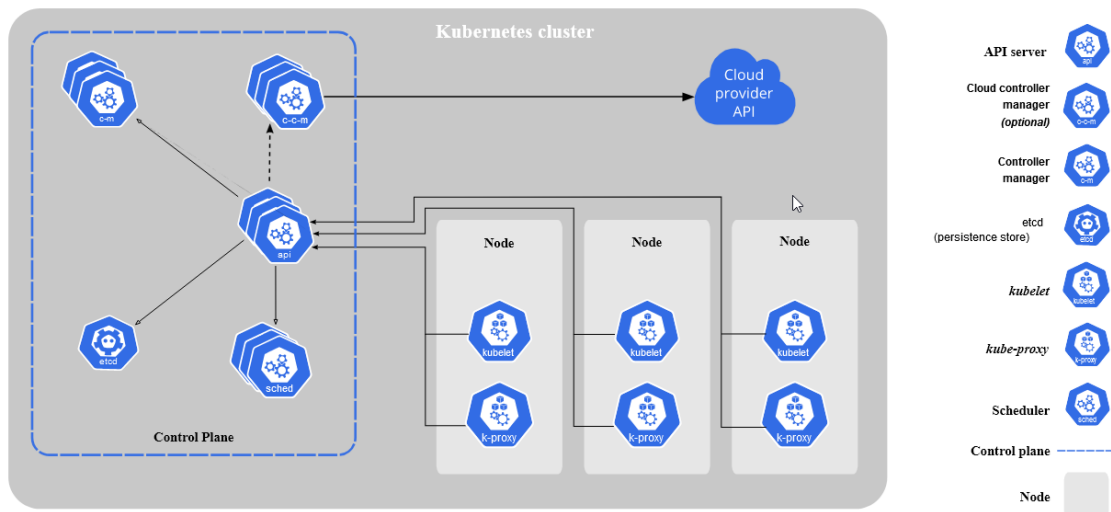 Kubernetes cluster
c-m
c-c-m
Cloud
provider
API
api
etcd
sched
Control Plane
Node
kubelet
k-proxy
Node
kubelet
k-proxy
Node
kubelet
k-proxy
API server
api
Cloud controller
manager
(optional)
c-c-m
Controller
manager
c-m
etcd
(persistence store)
etcd
kubelet
kubelet
kube-proxy
k-proxy
Scheduler
sched
Control plane
Node